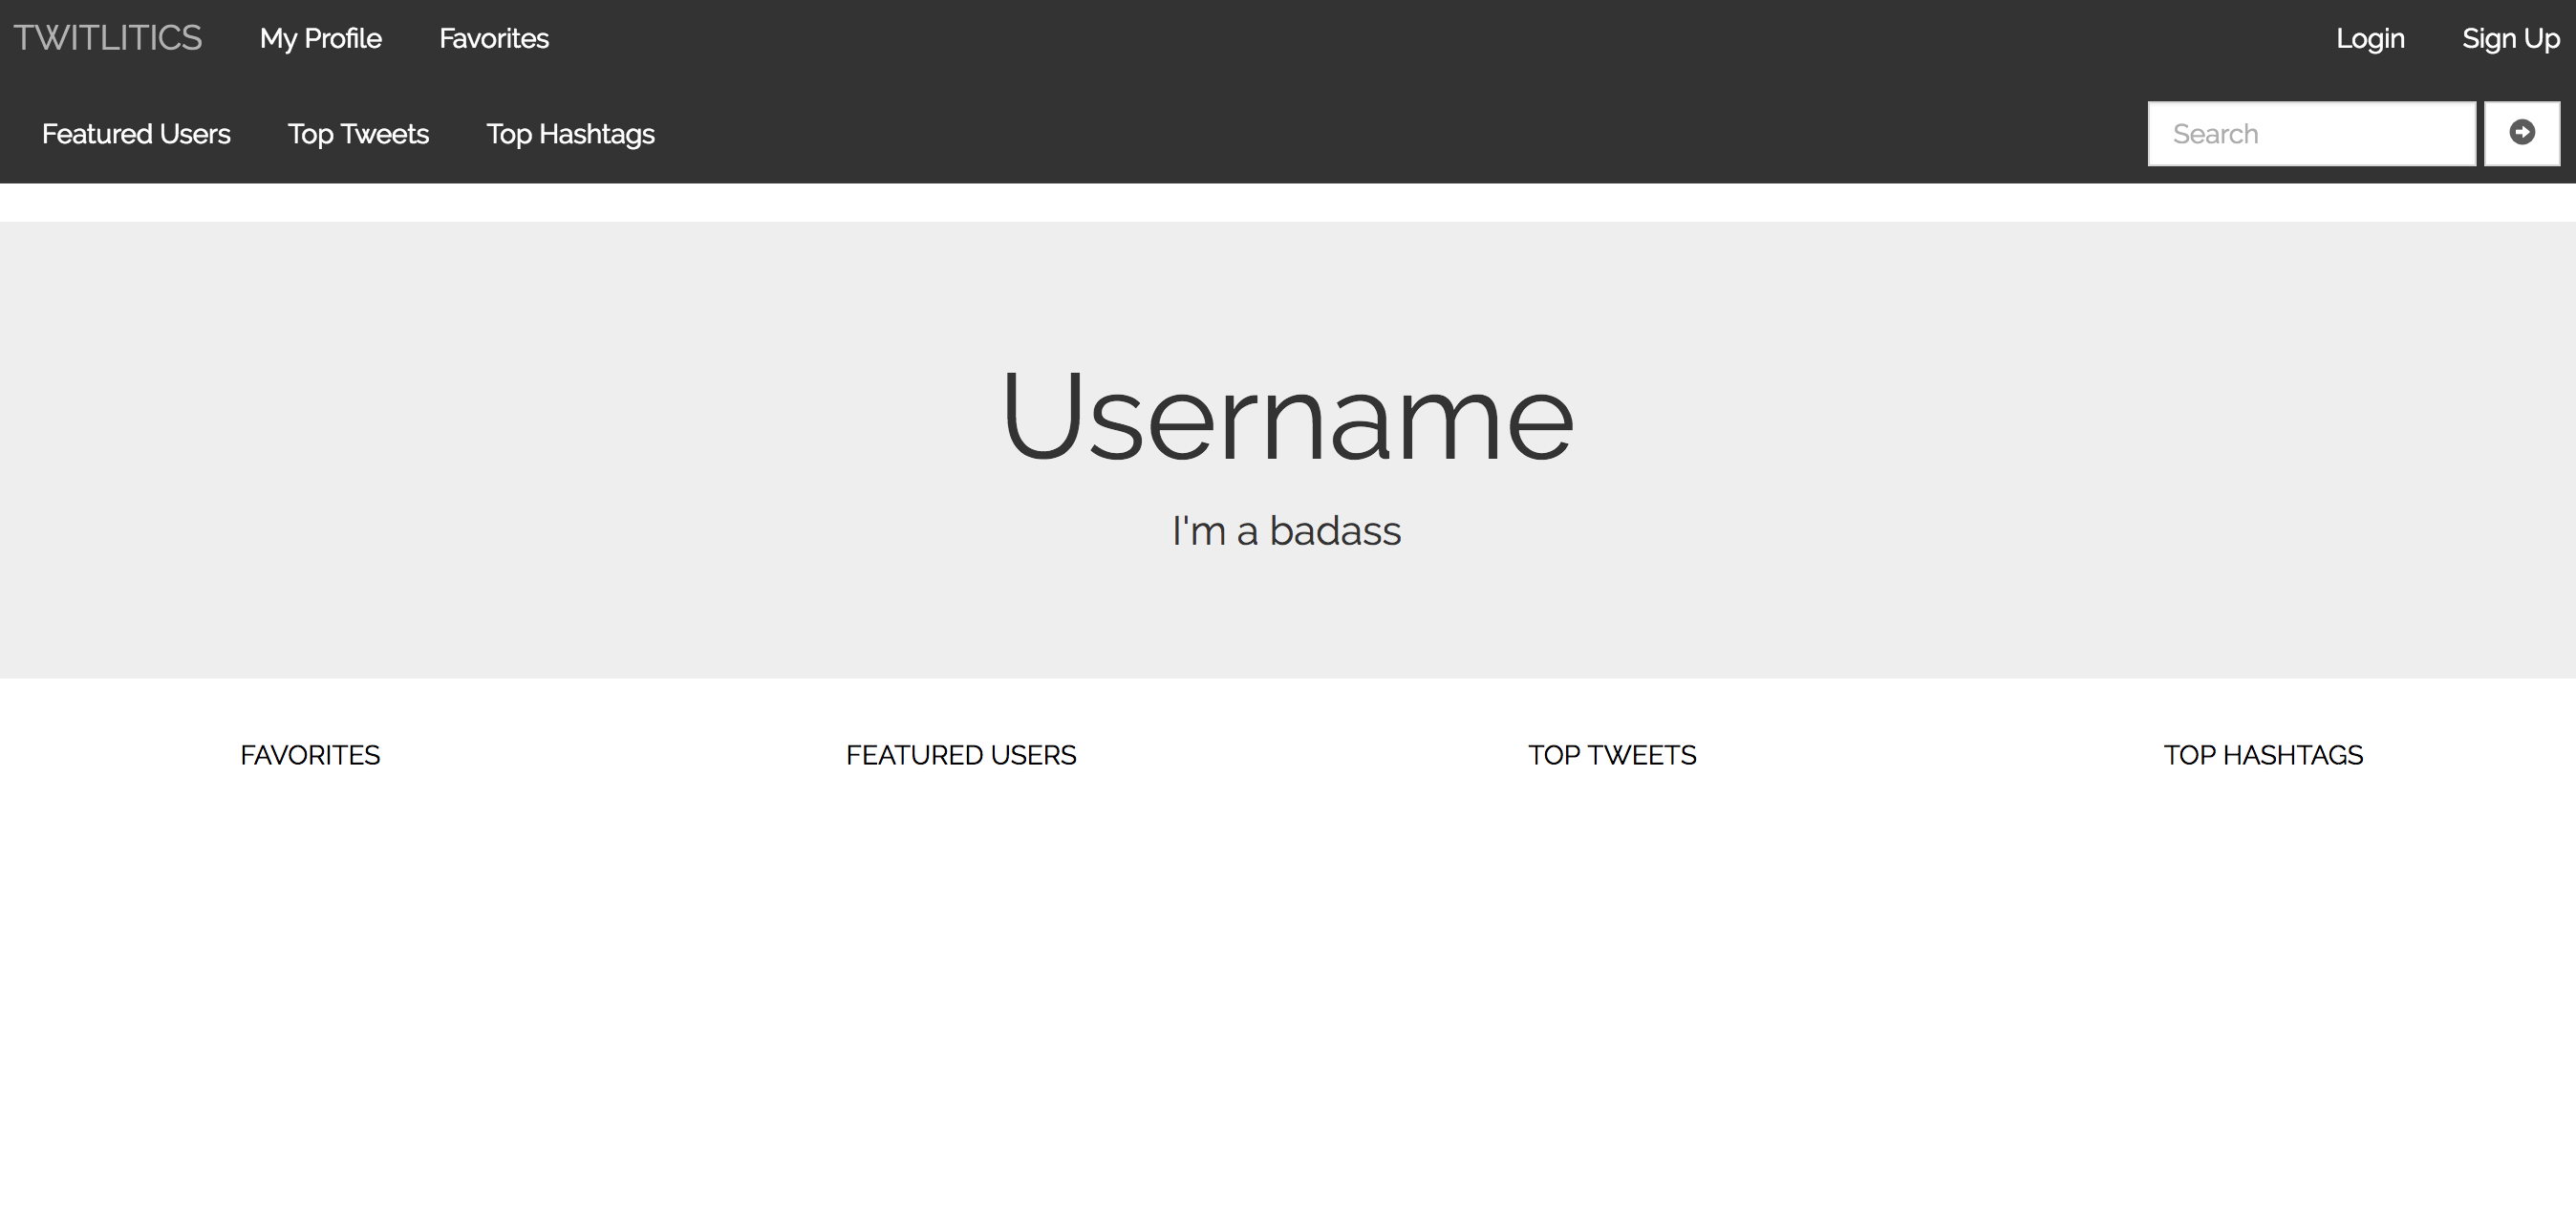 TWITLITICS My Profile Favorites Login Sign Up
Featured Users Top Tweets Top Hashtags Search
Username
I'm a badass
FAVORITES FEATURED USERS TOP TWEETS TOP HASHTAGS